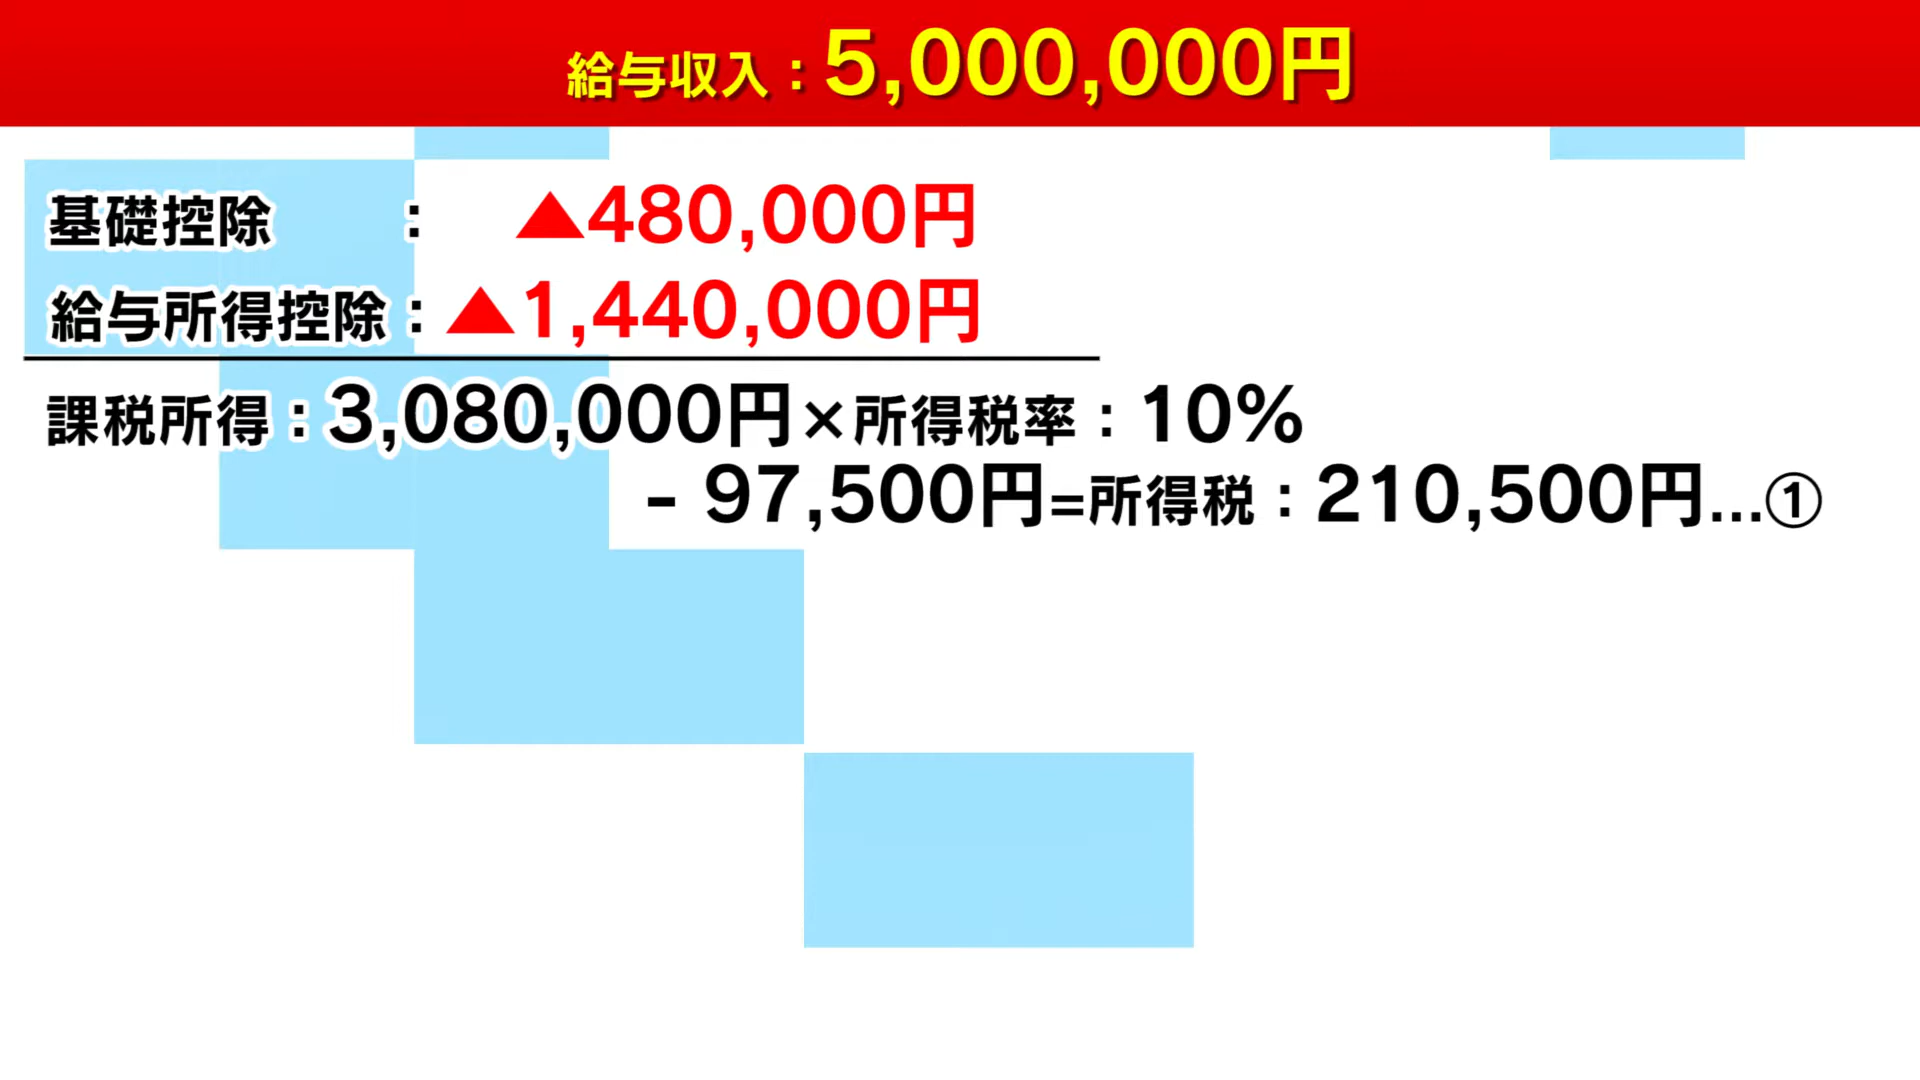 給与収入：5,000,000円
基礎控除　　：　▲480,000円
給与所得控除：▲1,440,000円
課税所得：3,080,000円×所得税率：10%
- 97,500円=所得税：210,500円…①